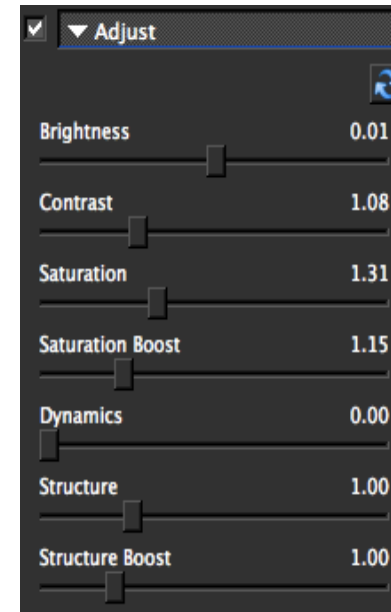 Adjust
Brightness 0.01
Contrast 1.08
Saturation 1.31
Saturation Boost 1.15
Dynamics 0.00
Structure 1.00
Structure Boost 1.00